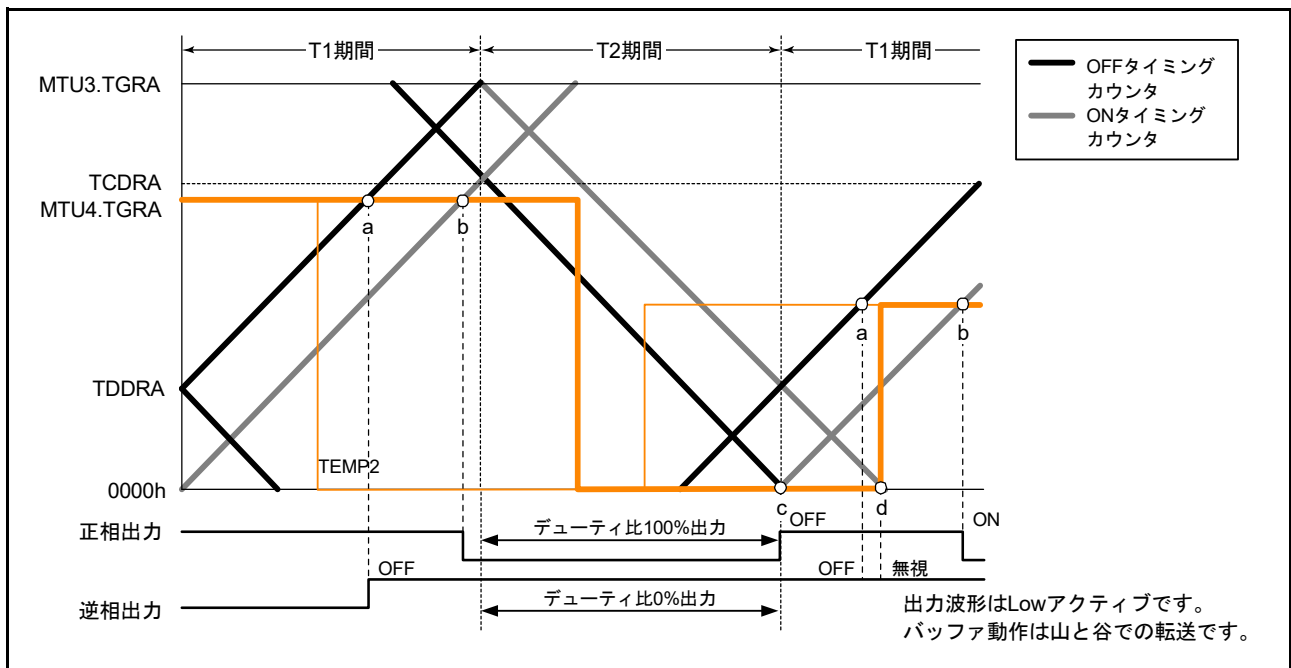 T1期間
T2期間
T1期間
OFFタイミング
カウンタ
ONタイミング
カウンタ
MTU3.TGRA
TCDRA
MTU4.TGRA
a
b
a
b
TDDRA
TEMP2
0000h
c
d
正相出力
デューティ比100%出力
OFF
ON
OFF
OFF
無視
逆相出力
デューティ比0%出力
出力波形はLowアクティブです。
バッファ動作は山と谷での転送です。